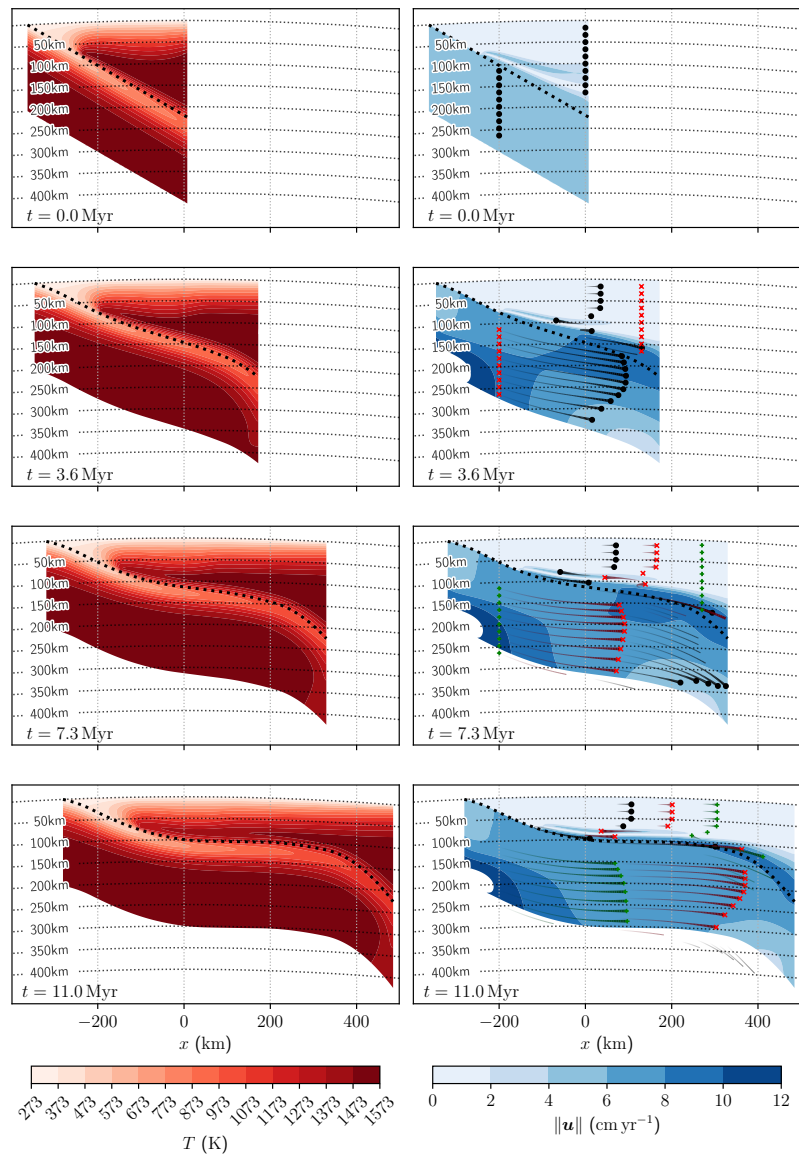 50km 50km
100km 100km
150km 150km
200km 200km
250km 250km
300km 300km
350km 350km
400km 400km
t = 0.0 Myr t = 0.0 Myr
50km 50km
100km 100km
150km 150km
200km 200km
250km 250km
300km 300km
350km 350km
400km 400km
t = 3.6 Myr t = 3.6 Myr
50km 50km
100km 100km
150km 150km
200km 200km
250km 250km
300km 300km
350km 350km
400km 400km
t = 7.3 Myr t = 7.3 Myr
50km 50km
100km 100km
150km 150km
200km 200km
250km 250km
300km 300km
350km 350km
400km 400km
t = 11.0 Myr t = 11.0 Myr
−200 0 200 400 −200 0 200 400
x (km) x (km)
273 373 473 573 673 773 873 973 1073 1173 1273 1373 1473 1573
T (K)
0 2 4 6 8 10 12
‖u‖ (cm yr⁻¹)